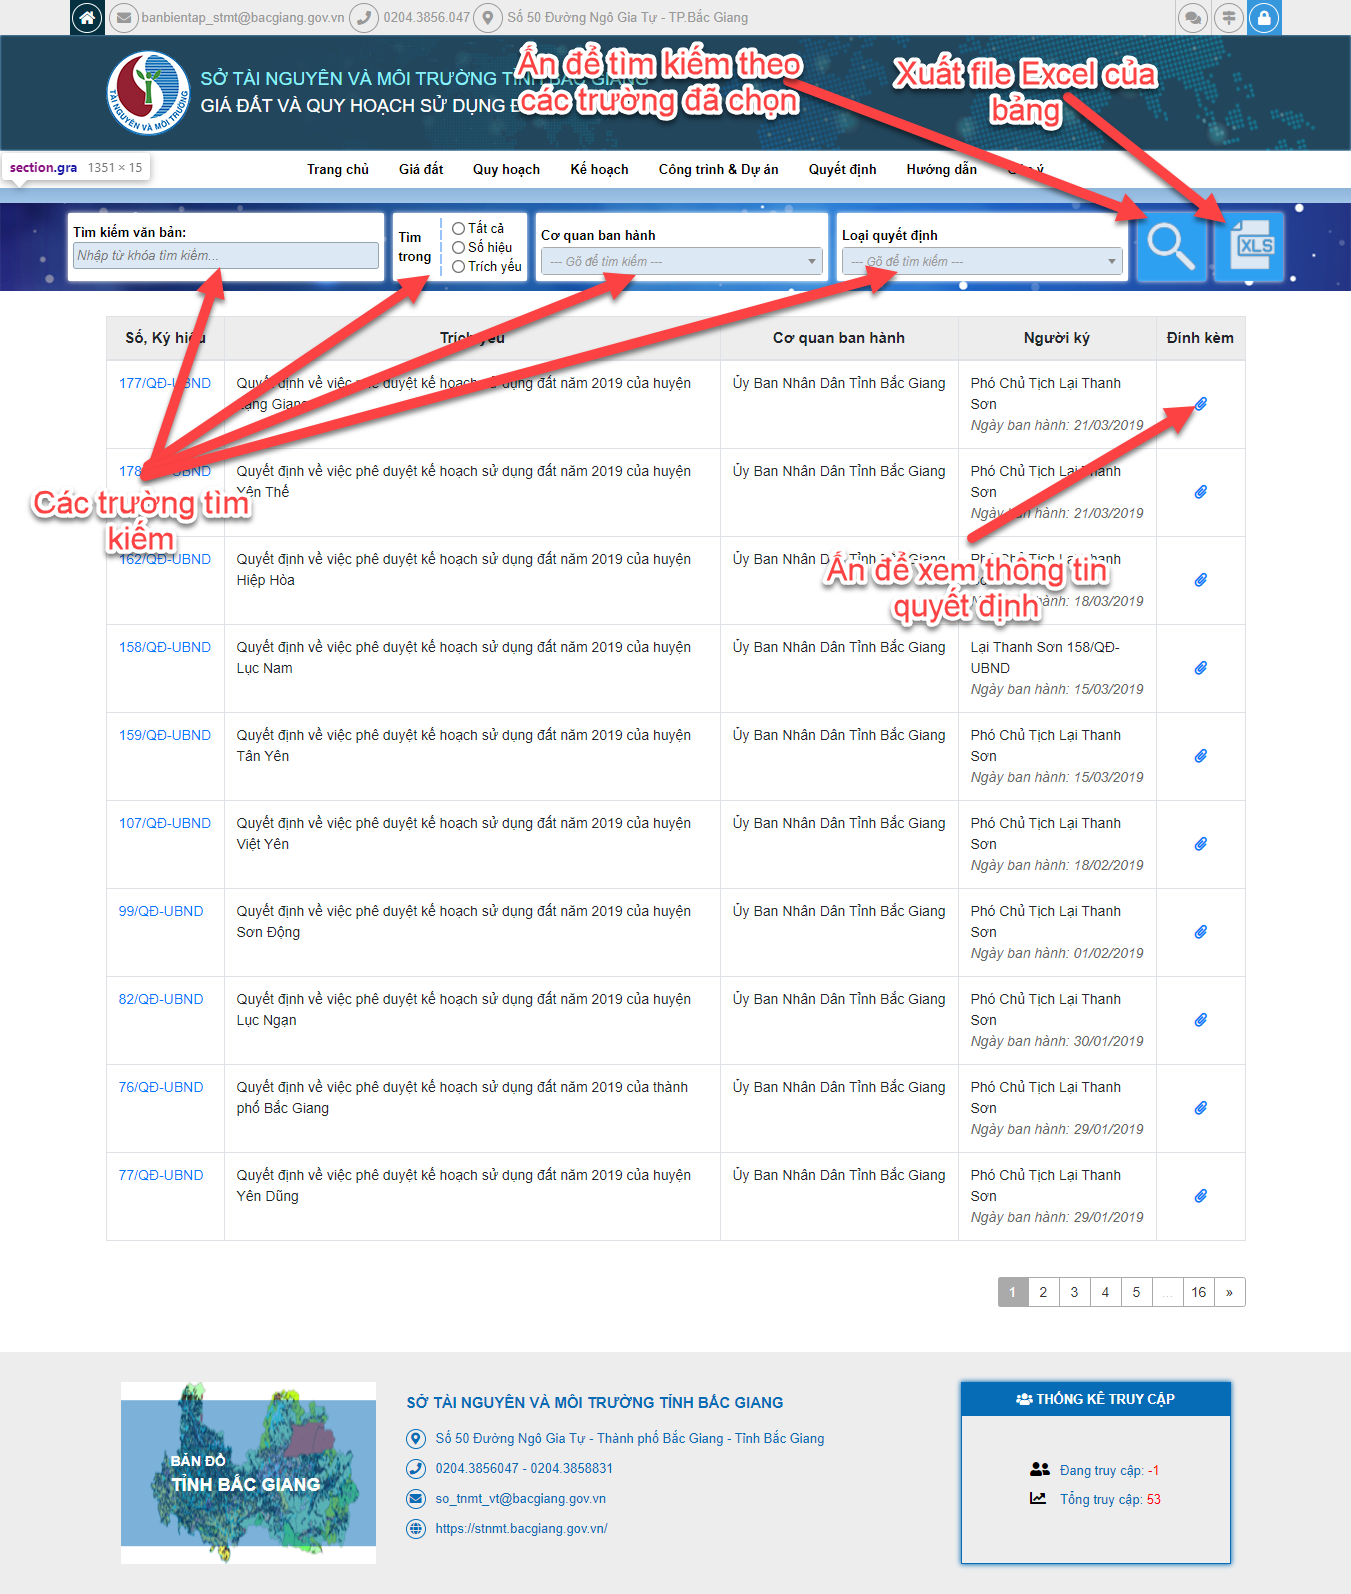 banbientap_stmt@bacgiang.gov.vn 0204.3856.047 Số 50 Đường Ngô Gia Tự - TP.Bắc Giang
SỞ TÀI NGUYÊN VÀ MÔI TRƯỜNG TỈNH BẮC GIANG
GIÁ ĐẤT VÀ QUY HOẠCH SỬ DỤNG
Ấn để tìm kiếm theo
các trường đã chọn
Xuất file Excel của
bảng
TÀI NGUYÊN VÀ MÔI TRƯỜNG
section.gra 1351 × 15
Trang chủ Giá đất Quy hoạch Kế hoạch Công trình & Dự án Quyết định Hướng dẫn
Tìm kiếm văn bản:
Nhập từ khóa tìm kiếm...
Tìm
trong
Tất cả
Số hiệu
Trích yếu
Cơ quan ban hành
--- Gõ để tìm kiếm ---
Loại quyết định
--- Gõ để tìm kiếm ---
XLS
Số, Ký hiệu Trích yếu Cơ quan ban hành Người ký Đính kèm
177/QĐ-UBND Quyết định về việc phê duyệt kế hoạch sử dụng đất năm 2019 của huyện Ủy Ban Nhân Dân Tỉnh Bắc Giang Phó Chủ Tịch Lại Thanh
Lạng Giang Sơn
Ngày ban hành: 21/03/2019
178/QĐ-UBND Quyết định về việc phê duyệt kế hoạch sử dụng đất năm 2019 của huyện Ủy Ban Nhân Dân Tỉnh Bắc Giang Phó Chủ Tịch Lại Thanh
Yên Thế Sơn
Ngày ban hành: 21/03/2019
Các trường tìm
kiếm
162/QĐ-UBND Quyết định về việc phê duyệt kế hoạch sử dụng đất năm 2019 của huyện Ủy Ban Nhân Dân Tỉnh Bắc Giang Phó Chủ Tịch Lại Thanh
Hiệp Hòa
Ngày ban hành: 18/03/2019
Ấn để xem thông tin
quyết định
158/QĐ-UBND Quyết định về việc phê duyệt kế hoạch sử dụng đất năm 2019 của huyện Ủy Ban Nhân Dân Tỉnh Bắc Giang Lại Thanh Sơn 158/QĐ-
Lục Nam UBND
Ngày ban hành: 15/03/2019
159/QĐ-UBND Quyết định về việc phê duyệt kế hoạch sử dụng đất năm 2019 của huyện Ủy Ban Nhân Dân Tỉnh Bắc Giang Phó Chủ Tịch Lại Thanh
Tân Yên Sơn
Ngày ban hành: 15/03/2019
107/QĐ-UBND Quyết định về việc phê duyệt kế hoạch sử dụng đất năm 2019 của huyện Ủy Ban Nhân Dân Tỉnh Bắc Giang Phó Chủ Tịch Lại Thanh
Việt Yên Sơn
Ngày ban hành: 18/02/2019
99/QĐ-UBND Quyết định về việc phê duyệt kế hoạch sử dụng đất năm 2019 của huyện Ủy Ban Nhân Dân Tỉnh Bắc Giang Phó Chủ Tịch Lại Thanh
Sơn Động Sơn
Ngày ban hành: 01/02/2019
82/QĐ-UBND Quyết định về việc phê duyệt kế hoạch sử dụng đất năm 2019 của huyện Ủy Ban Nhân Dân Tỉnh Bắc Giang Phó Chủ Tịch Lại Thanh
Lục Ngạn Sơn
Ngày ban hành: 30/01/2019
76/QĐ-UBND Quyết định về việc phê duyệt kế hoạch sử dụng đất năm 2019 của thành Ủy Ban Nhân Dân Tỉnh Bắc Giang Phó Chủ Tịch Lại Thanh
phố Bắc Giang Sơn
Ngày ban hành: 29/01/2019
77/QĐ-UBND Quyết định về việc phê duyệt kế hoạch sử dụng đất năm 2019 của huyện Ủy Ban Nhân Dân Tỉnh Bắc Giang Phó Chủ Tịch Lại Thanh
Yên Dũng Sơn
Ngày ban hành: 29/01/2019
1 2 3 4 5 ... 16 »
BẢN ĐỒ
TỈNH BẮC GIANG
SỞ TÀI NGUYÊN VÀ MÔI TRƯỜNG TỈNH BẮC GIANG
Số 50 Đường Ngô Gia Tự - Thành phố Bắc Giang - Tỉnh Bắc Giang
0204.3856047 - 0204.3858831
so_tnmt_vt@bacgiang.gov.vn
https://stnmt.bacgiang.gov.vn/
THỐNG KÊ TRUY CẬP
Đang truy cập: -1
Tổng truy cập: 53